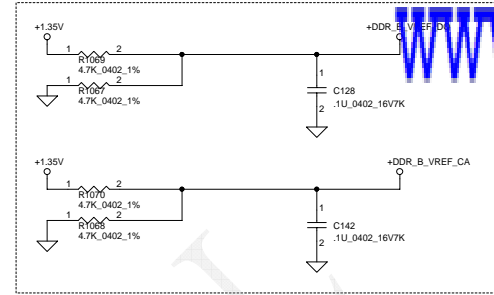 +1.35V
+DDR_B_VREF_DQ
WWW
1 2
R1069
4.7K_0402_1%
1 2
R1067
4.7K_0402_1%
1
C128
.1U_0402_16V7K
2
+1.35V
+DDR_B_VREF_CA
1 2
R1070
4.7K_0402_1%
1 2
R1068
4.7K_0402_1%
1
C142
.1U_0402_16V7K
2